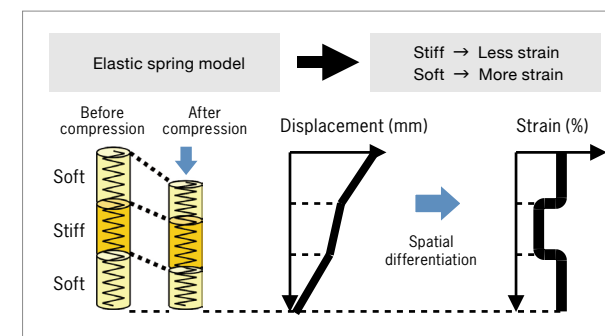 Elastic spring model
Stiff → Less strain
Soft → More strain
Before
compression
After
compression
Displacement (mm)
Strain (%)
Soft
Stiff
Soft
Spatial
differentiation